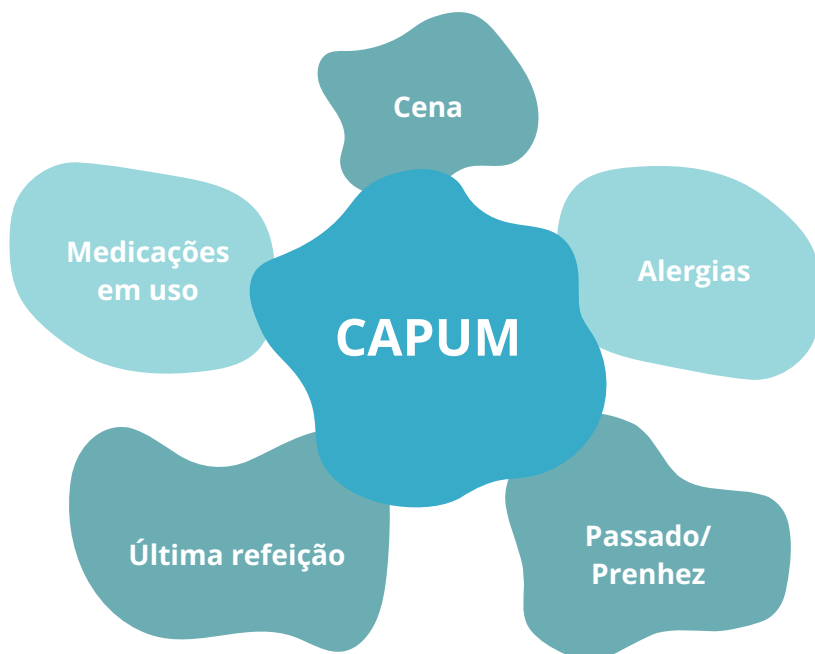 Cena
Medicações
em uso
Alergias
CAPUM
Última refeição
Passado/
Prenhez